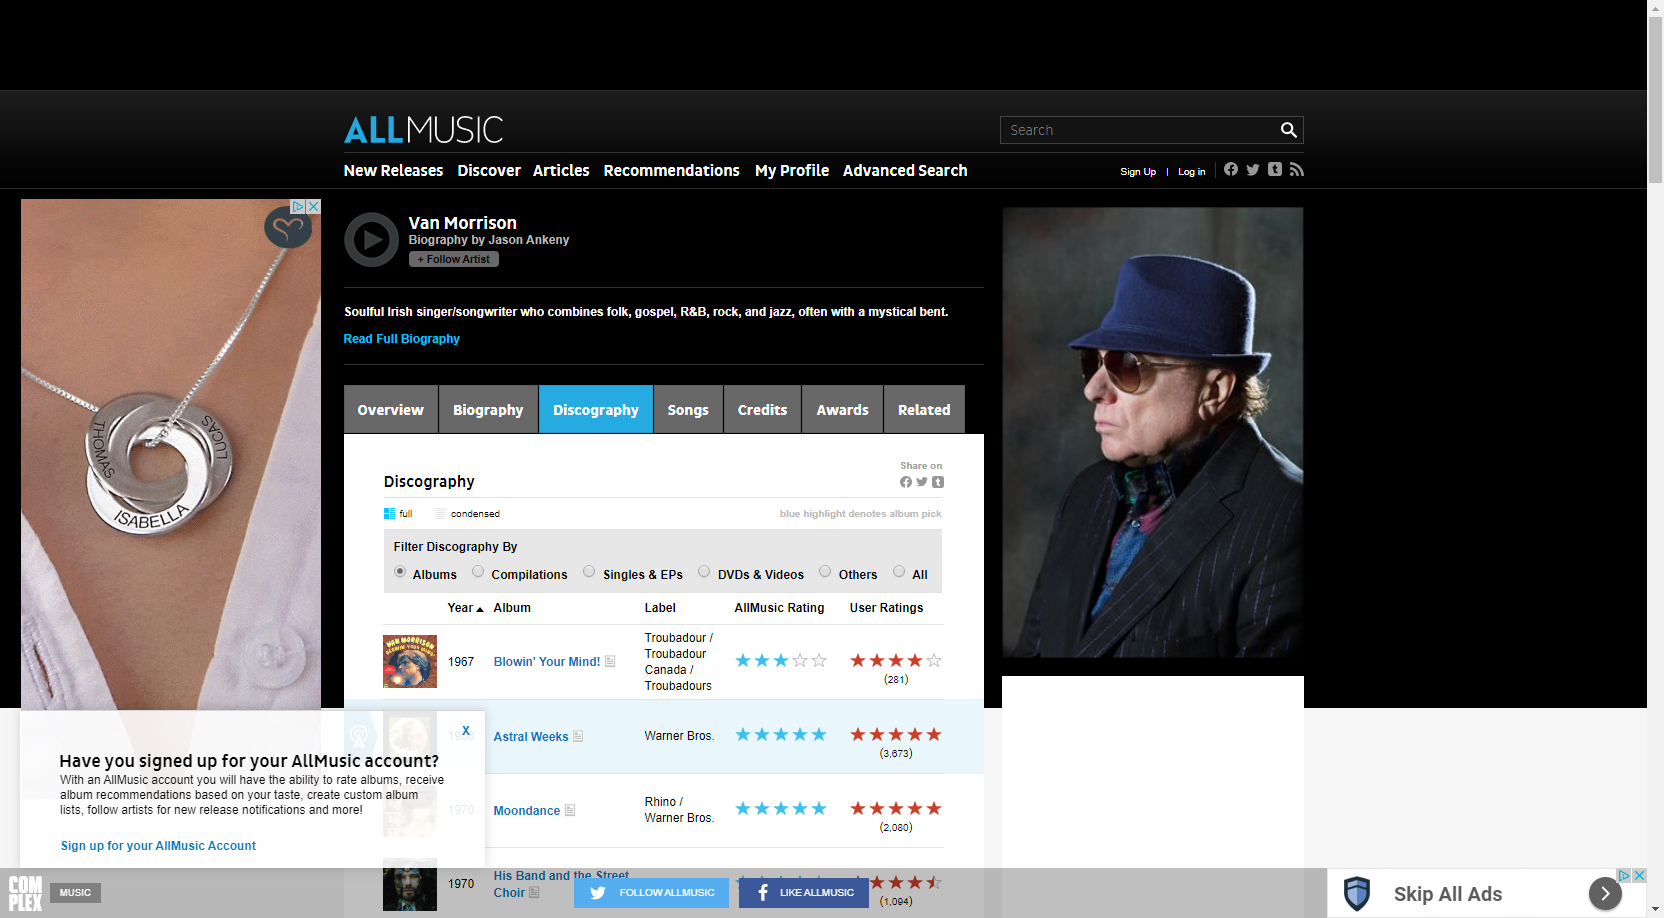 ALLMUSIC
Search
New Releases Discover Articles Recommendations My Profile Advanced Search
Sign Up | Log in
Van Morrison
Biography by Jason Ankeny
+ Follow Artist
Soulful Irish singer/songwriter who combines folk, gospel, R&B, rock, and jazz, often with a mystical bent.
Read Full Biography
Overview Biography Discography Songs Credits Awards Related
THOMAS
LUCAS
ISABELLA
Share on
Discography
full condensed blue highlight denotes album pick
Filter Discography By
Albums Compilations Singles & EPs DVDs & Videos Others All
Year Album Label AllMusic Rating User Ratings
VAN MORRISON
BLOWIN' YOUR MIND!
1967 Blowin' Your Mind! Troubadour /
Troubadour
Canada /
Troubadours
(281)
Astral Weeks Warner Bros.
(3,673)
1970 Moondance Rhino /
Warner Bros.
(2,080)
1970 His Band and the Street
Choir
(1,094)
X
Have you signed up for your AllMusic account?
With an AllMusic account you will have the ability to rate albums, receive
album recommendations based on your taste, create custom album
lists, follow artists for new release notifications and more!
Sign up for your AllMusic Account
COM
PLEX
MUSIC
FOLLOW ALLMUSIC
LIKE ALLMUSIC
Skip All Ads